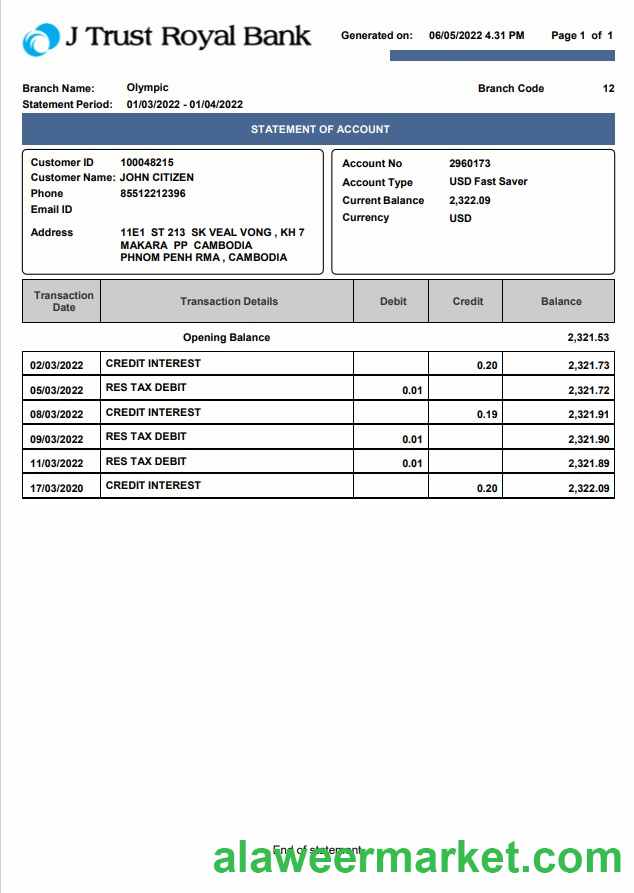 J Trust Royal Bank
Generated on: 06/05/2022 4.31 PM Page 1 of 1
Branch Name: Olympic Branch Code 12
Statement Period: 01/03/2022 - 01/04/2022
STATEMENT OF ACCOUNT
Customer ID 100048215
Customer Name: JOHN CITIZEN
Phone 85512212396
Email ID
Address 11E1 ST 213 SK VEAL VONG , KH 7
MAKARA PP CAMBODIA
PHNOM PENH RMA , CAMBODIA
Account No 2960173
Account Type USD Fast Saver
Current Balance 2,322.09
Currency USD
Transaction Date Transaction Details Debit Credit Balance
Opening Balance 2,321.53
02/03/2022 CREDIT INTEREST 0.20 2,321.73
05/03/2022 RES TAX DEBIT 0.01 2,321.72
08/03/2022 CREDIT INTEREST 0.19 2,321.91
09/03/2022 RES TAX DEBIT 0.01 2,321.90
11/03/2022 RES TAX DEBIT 0.01 2,321.89
17/03/2020 CREDIT INTEREST 0.20 2,322.09
End of statement
alaweermarket.com